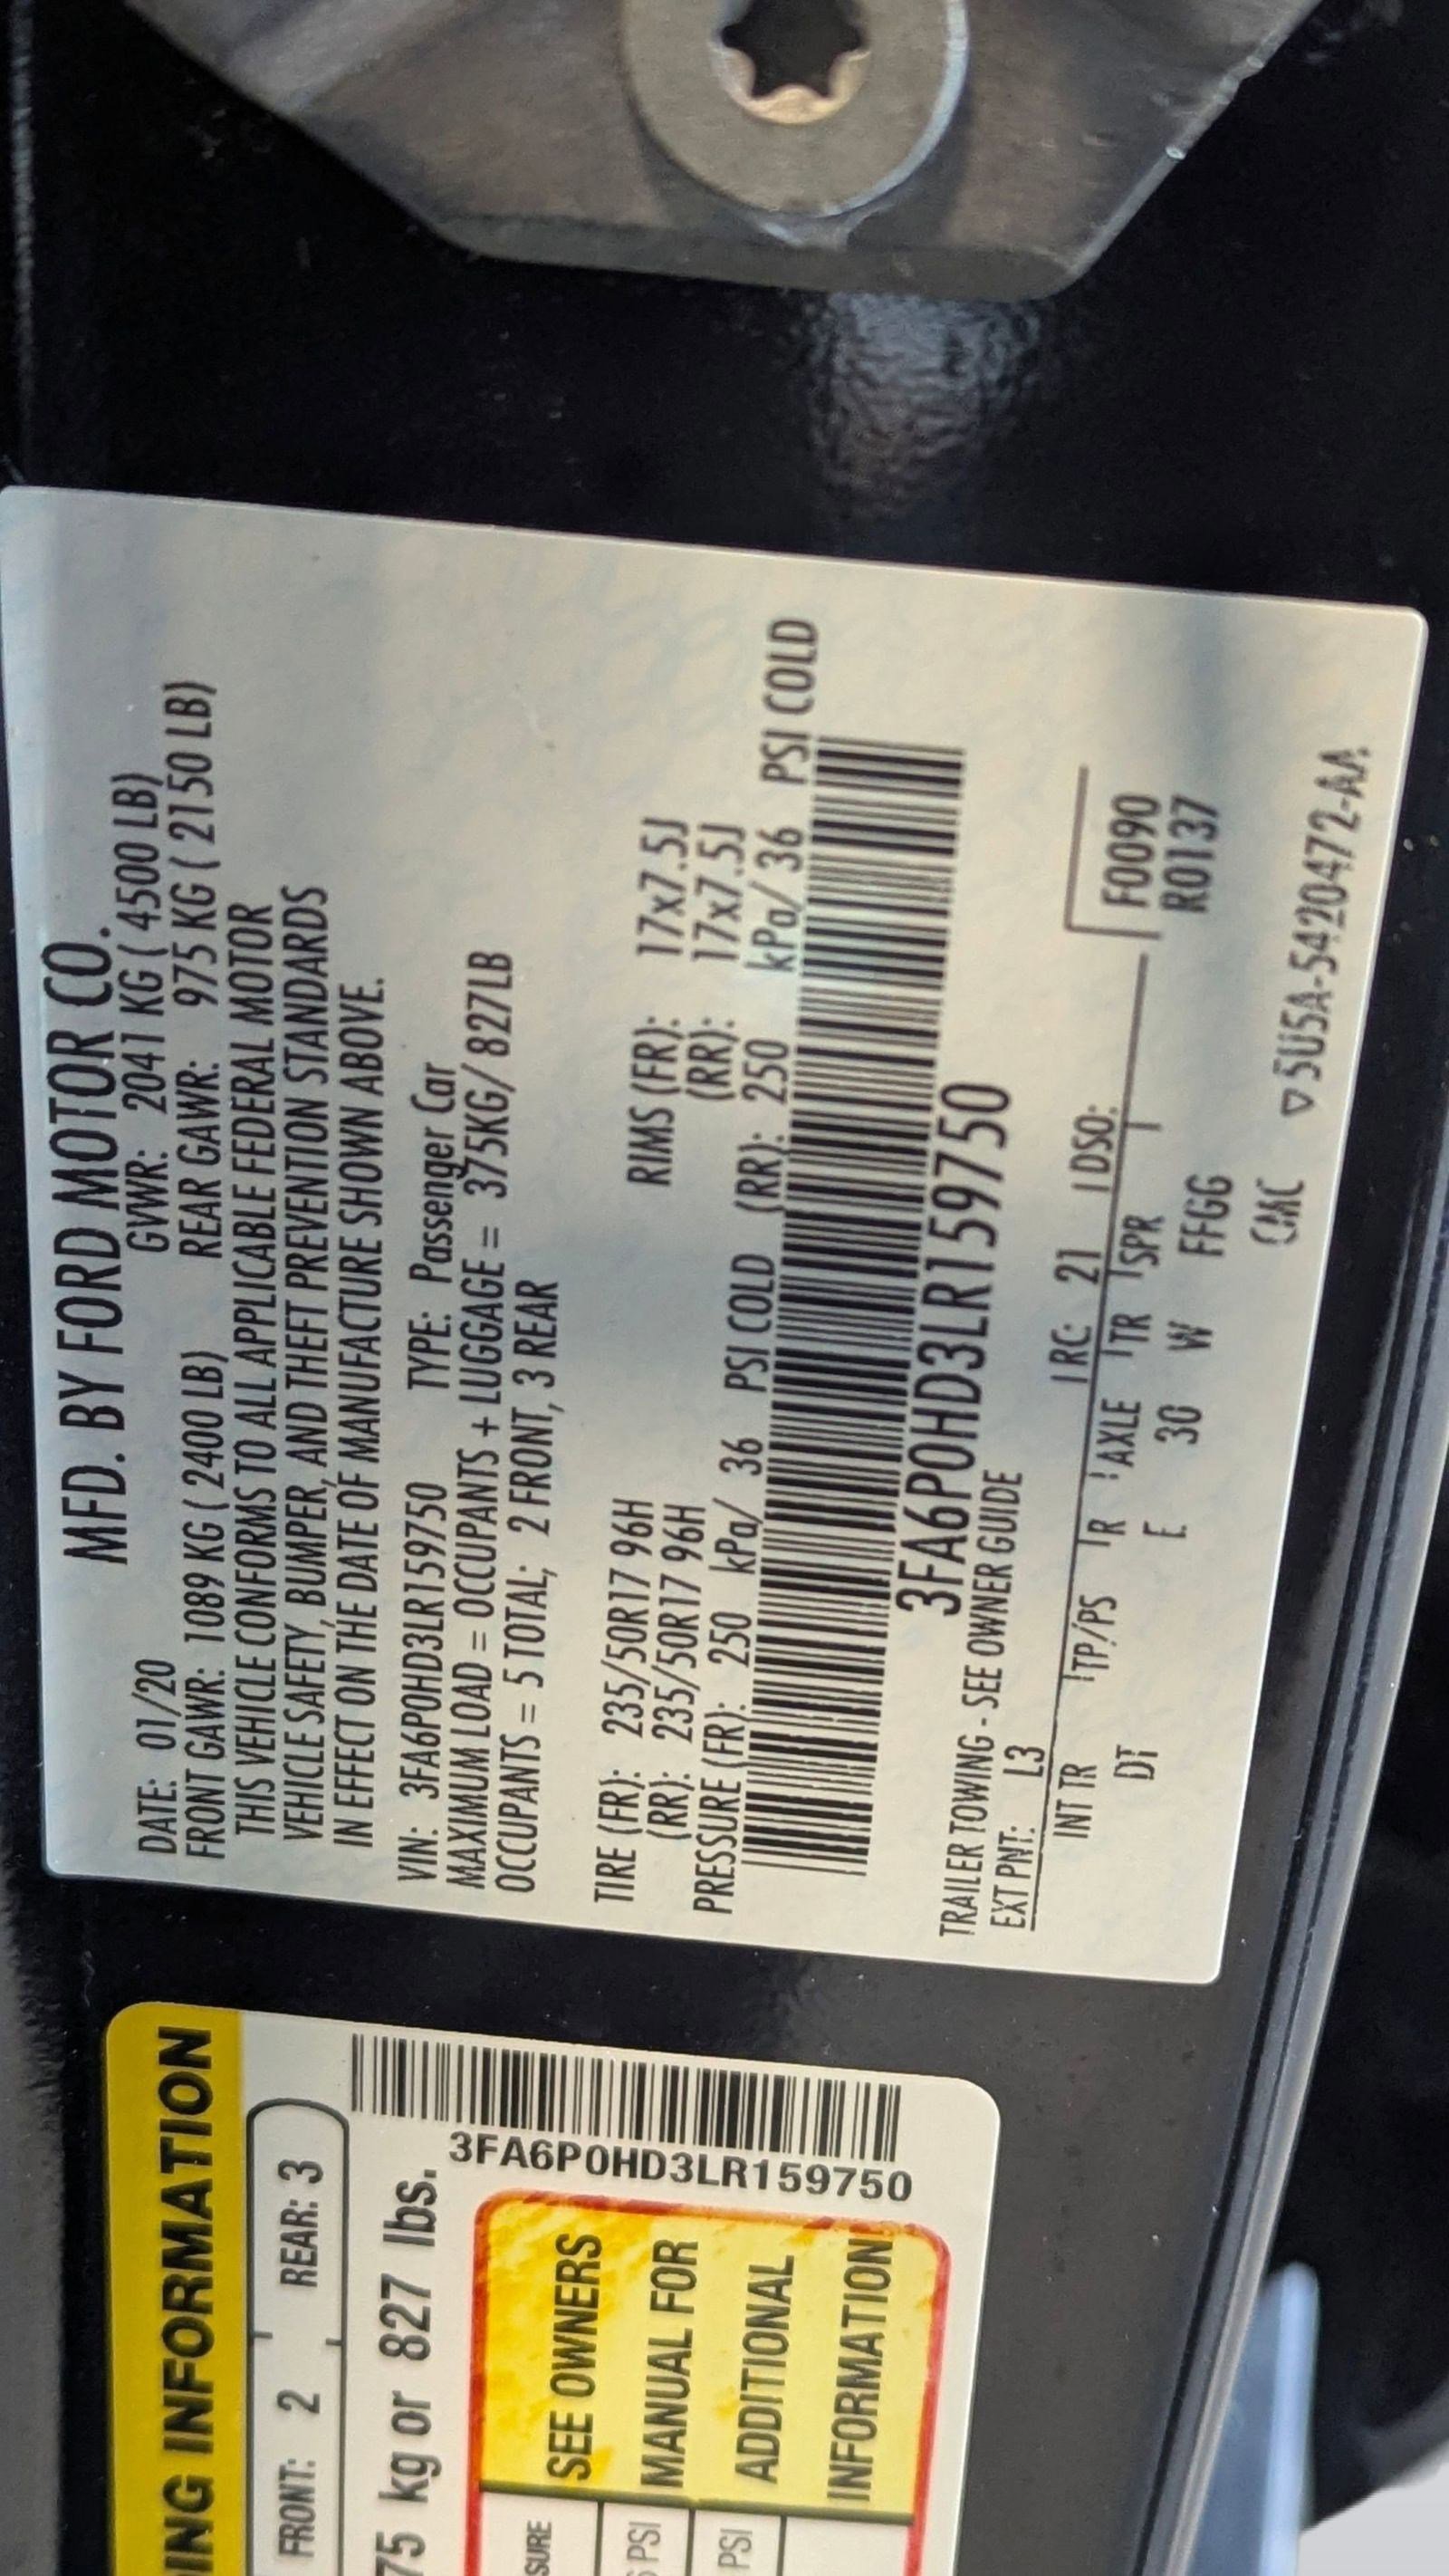 MFD. BY FORD MOTOR CO.
DATE: 01/20 GVWR: 2041 KG ( 4500 LB)
FRONT GAWR: 1089 KG ( 2400 LB) REAR GAWR: 975 KG ( 2150 LB)
THIS VEHICLE CONFORMS TO ALL APPLICABLE FEDERAL MOTOR
VEHICLE SAFETY, BUMPER, AND THEFT PREVENTION STANDARDS
IN EFFECT ON THE DATE OF MANUFACTURE SHOWN ABOVE.
VIN: 3FA6P0HD3LR159750 TYPE: Passenger Car
MAXIMUM LOAD = OCCUPANTS + LUGGAGE = 375KG/ 827LB
OCCUPANTS = 5 TOTAL; 2 FRONT, 3 REAR
TIRE (FR): 235/50R17 96H RIMS (FR): 17x7.5J
(RR): 235/50R17 96H (RR): 17x7.5J
PRESSURE (FR): 250 kPa/ 36 PSI COLD (RR): 250 kPa/ 36 PSI COLD
3FA6P0HD3LR159750
TRAILER TOWING - SEE OWNER GUIDE
EXT PNT: L3 RC: 21 DSO:
INT TR TP/PS R AXLE TR SPR
DT E 30 W FFGG
F0090
R0137
CMC ▽5U5A-5420472-AA
ING INFORMATION
FRONT: 2 REAR: 3
75 kg or 827 lbs.
3FA6P0HD3LR159750
SURE
PSI
PSI
SEE OWNERS
MANUAL FOR
ADDITIONAL
INFORMATION